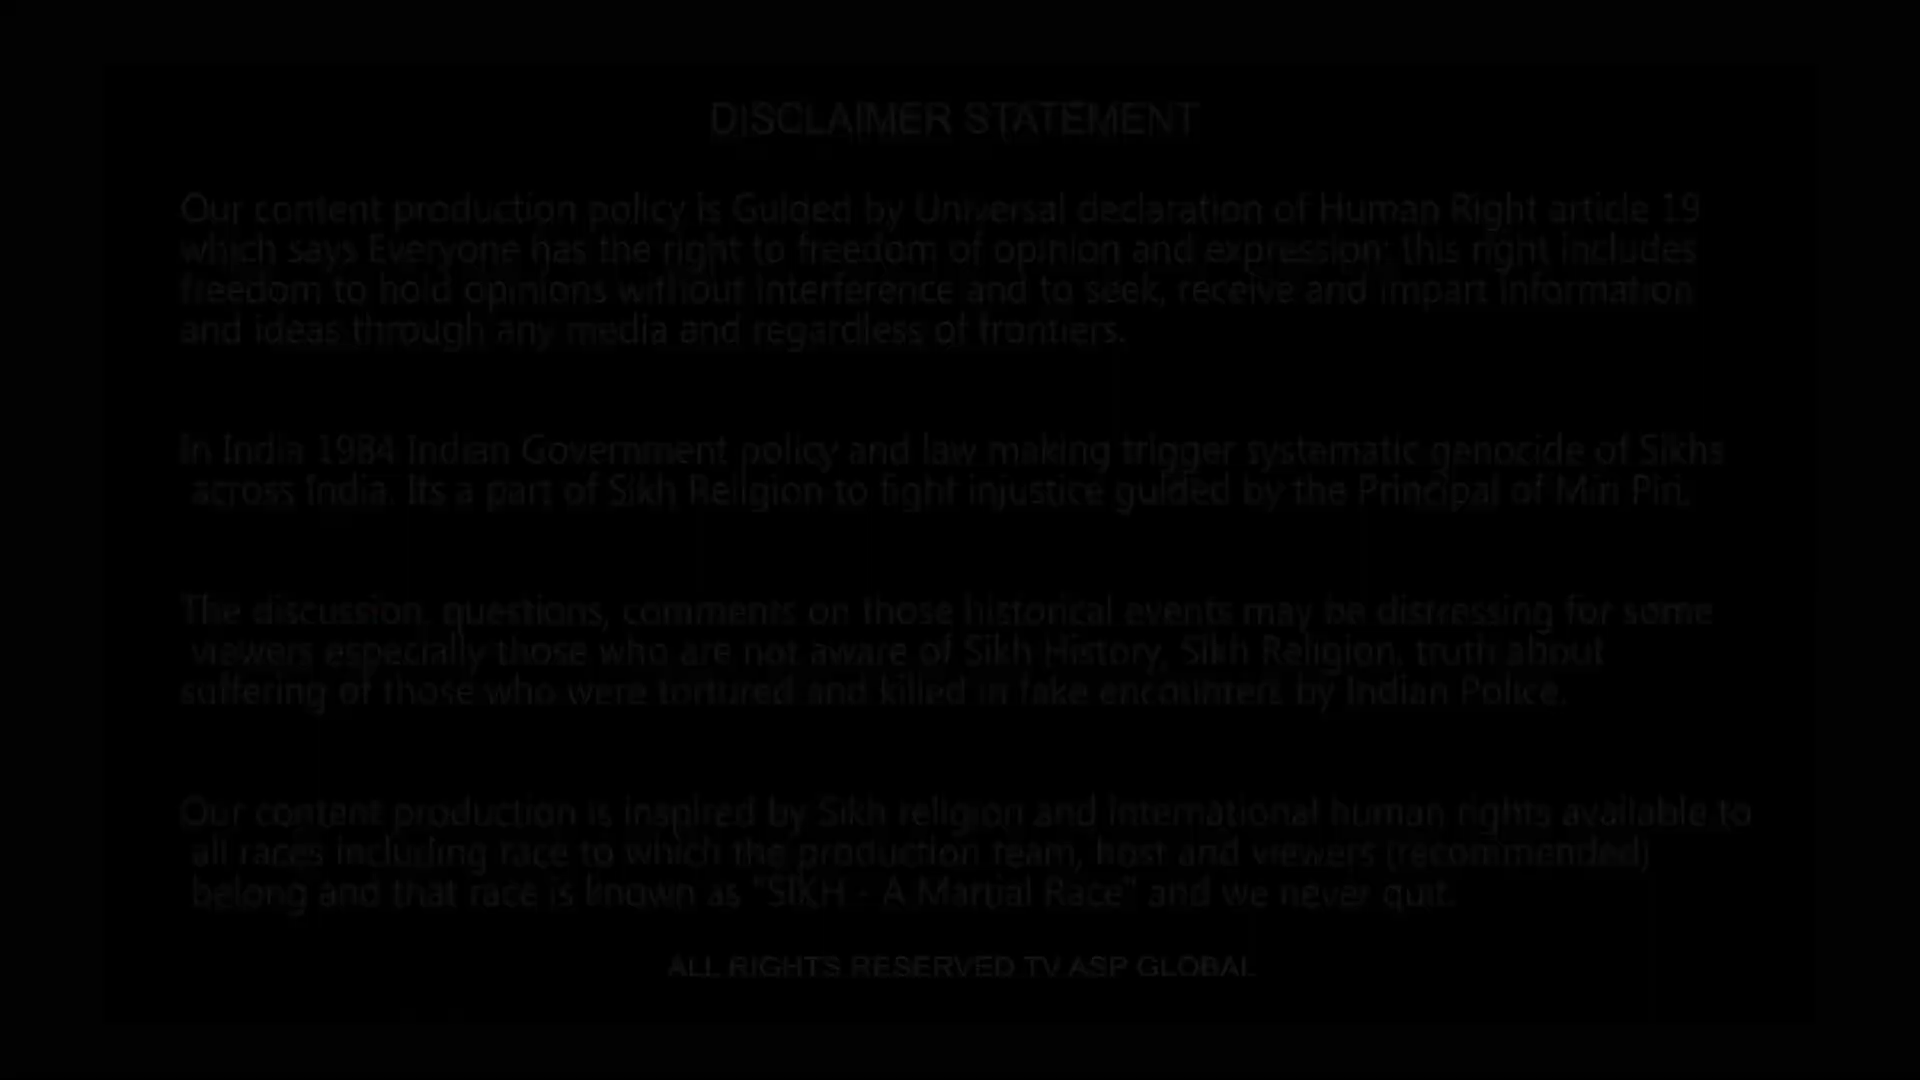 DISCLAIMER STATEMENT
Our content production policy is Guided by Universal declaration of Human Right article 19
which says Everyone has the right to freedom of opinion and expression; this right includes
freedom to hold opinions without interference and to seek, receive and impart information
and ideas through any media and regardless of frontiers.
In India 1984 Indian Government policy and law making trigger systematic genocide of Sikhs
across India. Its a part of Sikh Religion to fight injustice guided by the Principal of Miri Piri.
The discussion, questions, comments on those historical events may be distressing for some
viewers especially those who are not aware of Sikh History, Sikh Religion, truth about
suffering of those who were tortured and killed in fake encounters by Indian Police.
Our content production is inspired by Sikh religion and International human rights available to
all races including race to which the production team, host and viewers (recommended)
belong and that race is known as "SIKH - A Martial Race" and we never quit.
ALL RIGHTS RESERVED TV ASP GLOBAL